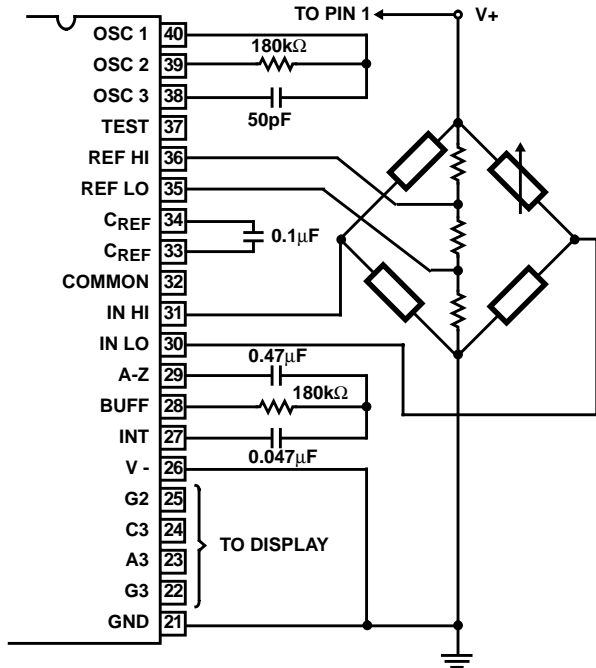 TO PIN 1 V+
OSC 1 40
180kΩ
OSC 2 39
OSC 3 38
50pF
TEST 37
REF HI 36
REF LO 35
CREF 34
0.1µF
CREF 33
COMMON 32
IN HI 31
IN LO 30
0.47µF
A-Z 29
180kΩ
BUFF 28
INT 27
0.047µF
V - 26
G2 25
C3 24
TO DISPLAY
A3 23
G3 22
GND 21